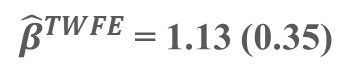 β̂^TWFE = 1.13 (0.35)